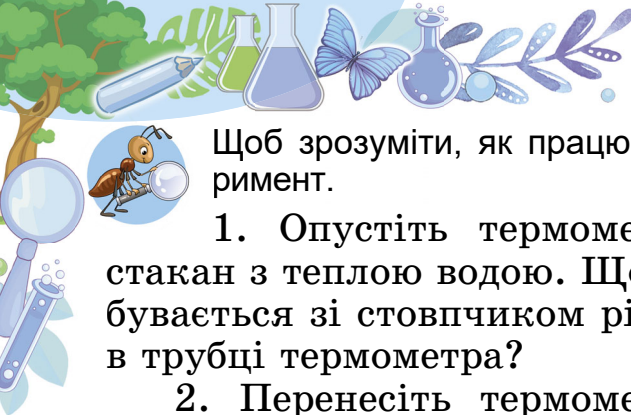 Щоб зрозуміти, як працю
римент.
1. Опустіть термоме
стакан з теплою водою. Що
бувається зі стовпчиком рі
в трубці термометра?
2. Перенесіть термоме